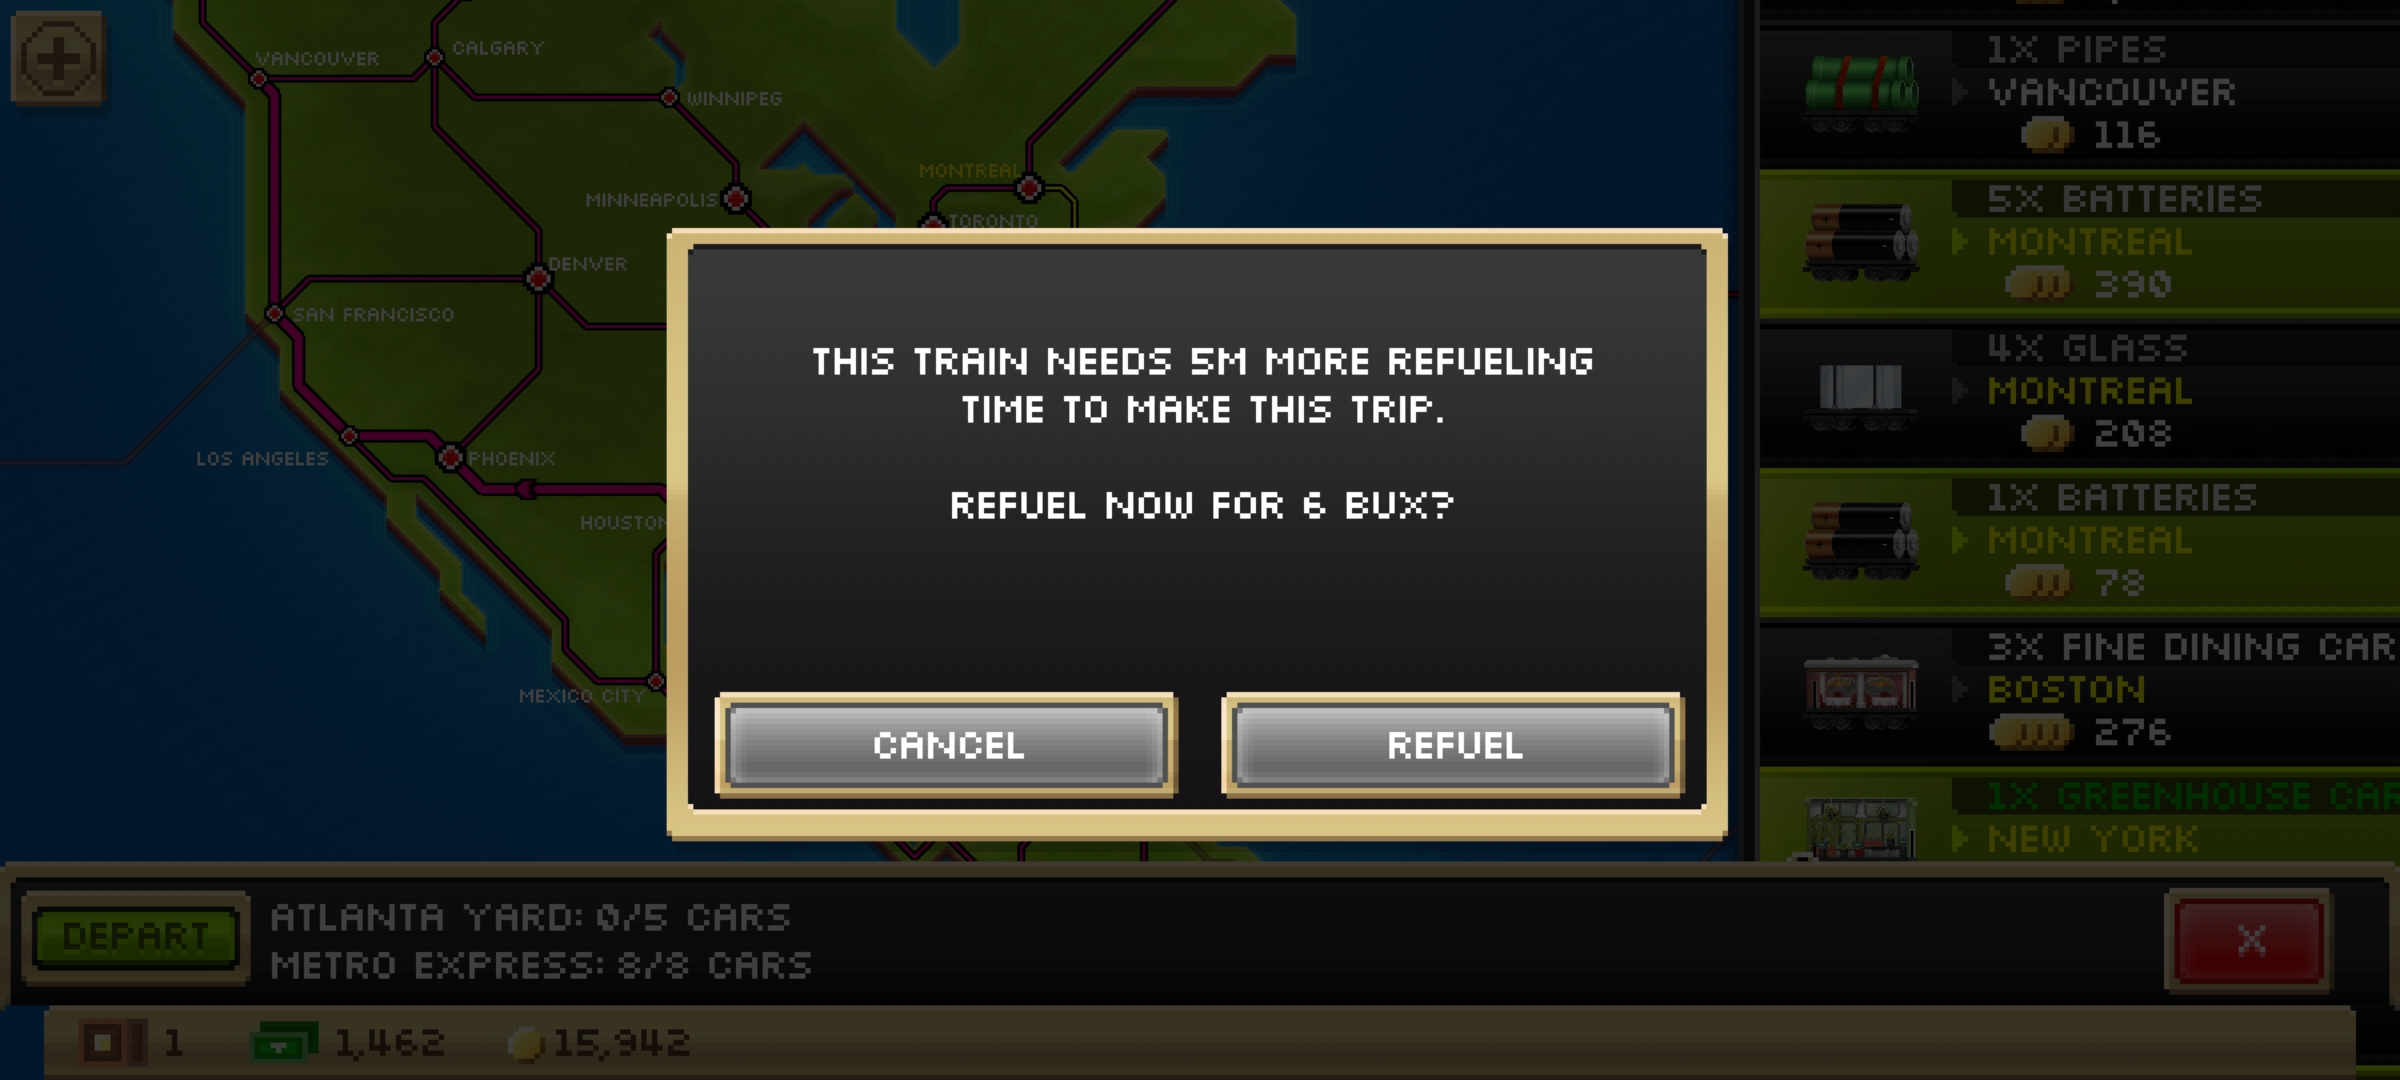 VANCOUVER
CALGARY
WINNIPEG
MONTREAL
MINNEAPOLIS
TORONTO
DENVER
SAN FRANCISCO
LOS ANGELES
PHOENIX
HOUSTON
MEXICO CITY
THIS TRAIN NEEDS 5M MORE REFUELING
TIME TO MAKE THIS TRIP.
REFUEL NOW FOR 6 BUX?
CANCEL
REFUEL
1X PIPES
VANCOUVER
116
5X BATTERIES
MONTREAL
390
4X GLASS
MONTREAL
208
1X BATTERIES
MONTREAL
78
3X FINE DINING CAR
BOSTON
276
1X GREENHOUSE CAR
NEW YORK
DEPART
ATLANTA YARD: 0/5 CARS
METRO EXPRESS: 8/8 CARS
X
1
1,462
15,942